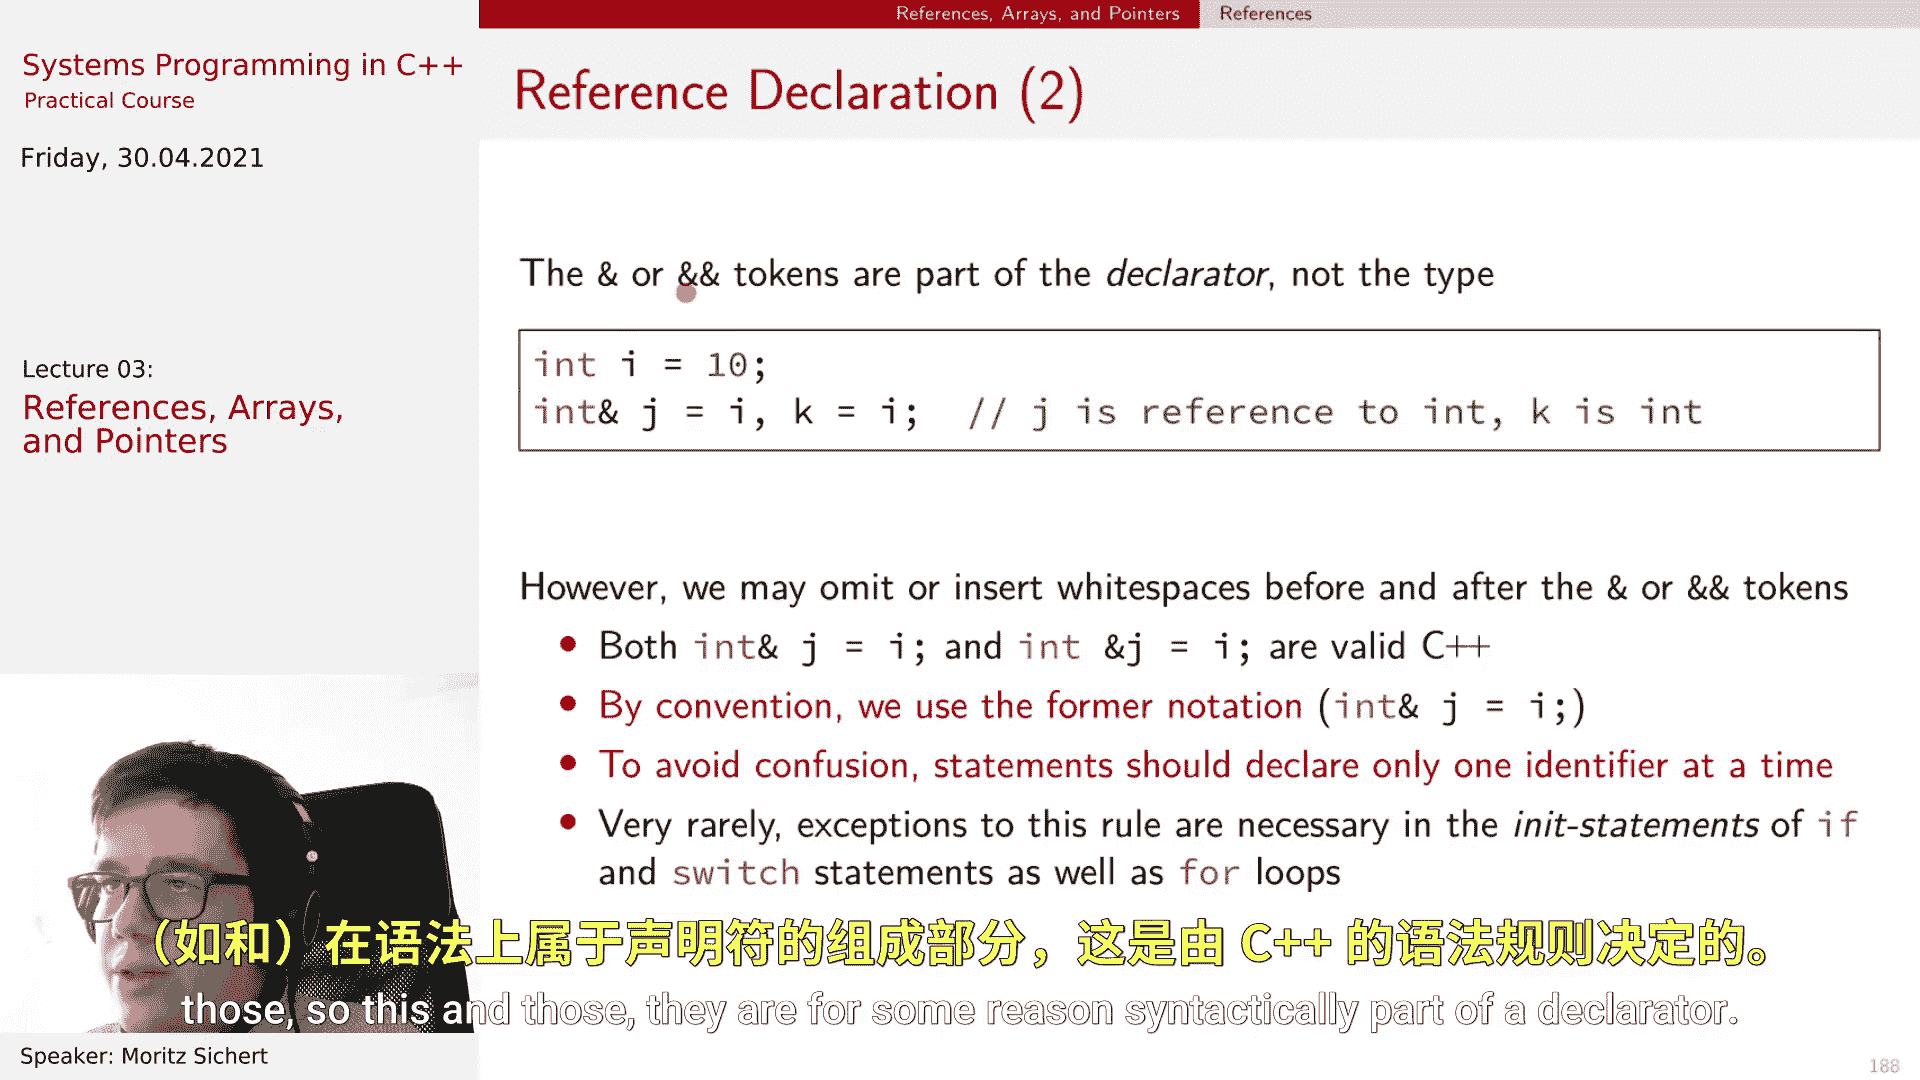 References, Arrays, and Pointers References
Systems Programming in C++
Practical Course
Friday, 30.04.2021
Lecture 03:
References, Arrays,
and Pointers
Reference Declaration (2)
The & or && tokens are part of the declarator, not the type
int i = 10;
int& j = i, k = i;  // j is reference to int, k is int
However, we may omit or insert whitespaces before and after the & or && tokens
• Both int& j = i; and int &j = i; are valid C++
• By convention, we use the former notation (int& j = i;)
• To avoid confusion, statements should declare only one identifier at a time
• Very rarely, exceptions to this rule are necessary in the init-statements of if
and switch statements as well as for loops
（如和）在语法上属于声明符的组成部分，这是由 C++ 的语法规则决定的。
those, so this and those, they are for some reason syntactically part of a declarator.
Speaker: Moritz Sichert
188